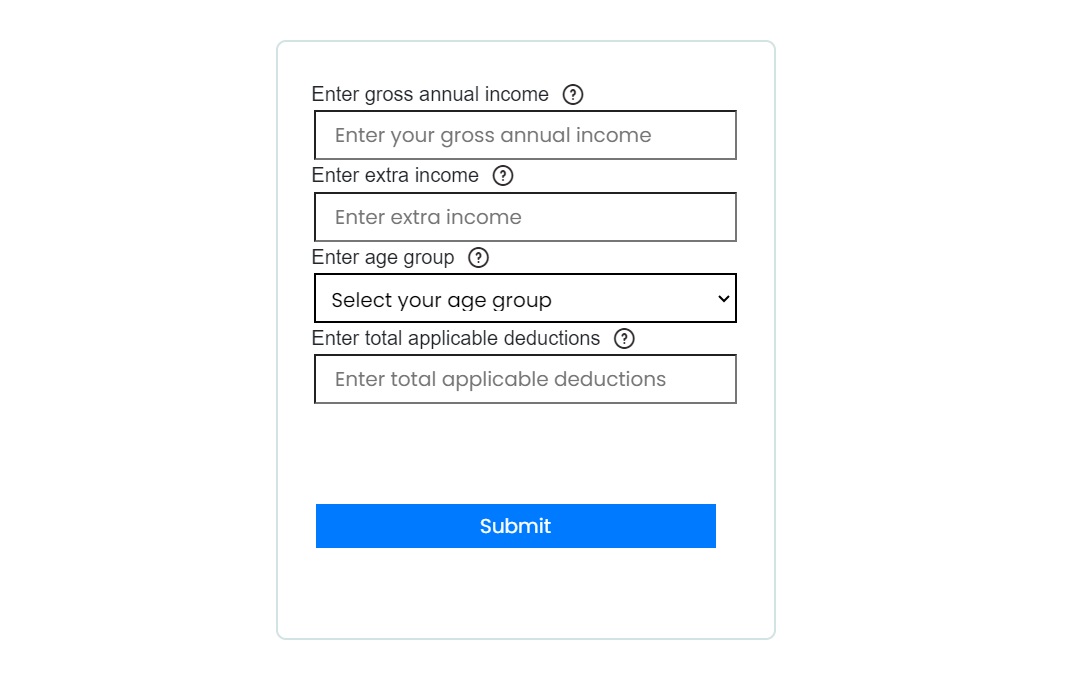 Enter gross annual income ?
Enter your gross annual income
Enter extra income ?
Enter extra income
Enter age group ?
Select your age group
Enter total applicable deductions ?
Enter total applicable deductions
Submit